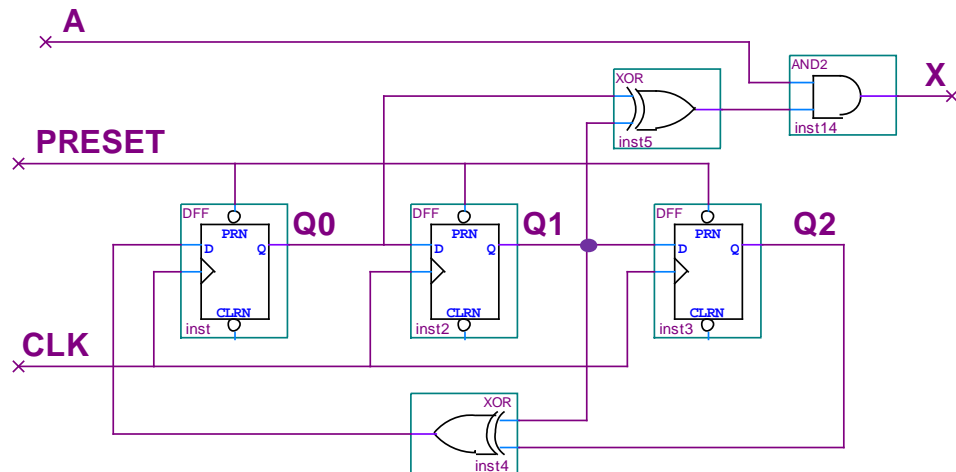 A
AND2
X
XOR
inst14
PRESET
inst5
DFF
Q0
DFF
Q1
DFF
Q2
PRN
PRN
PRN
D
Q
D
Q
D
Q
CLRN
CLRN
CLRN
inst
inst2
inst3
CLK
XOR
inst4